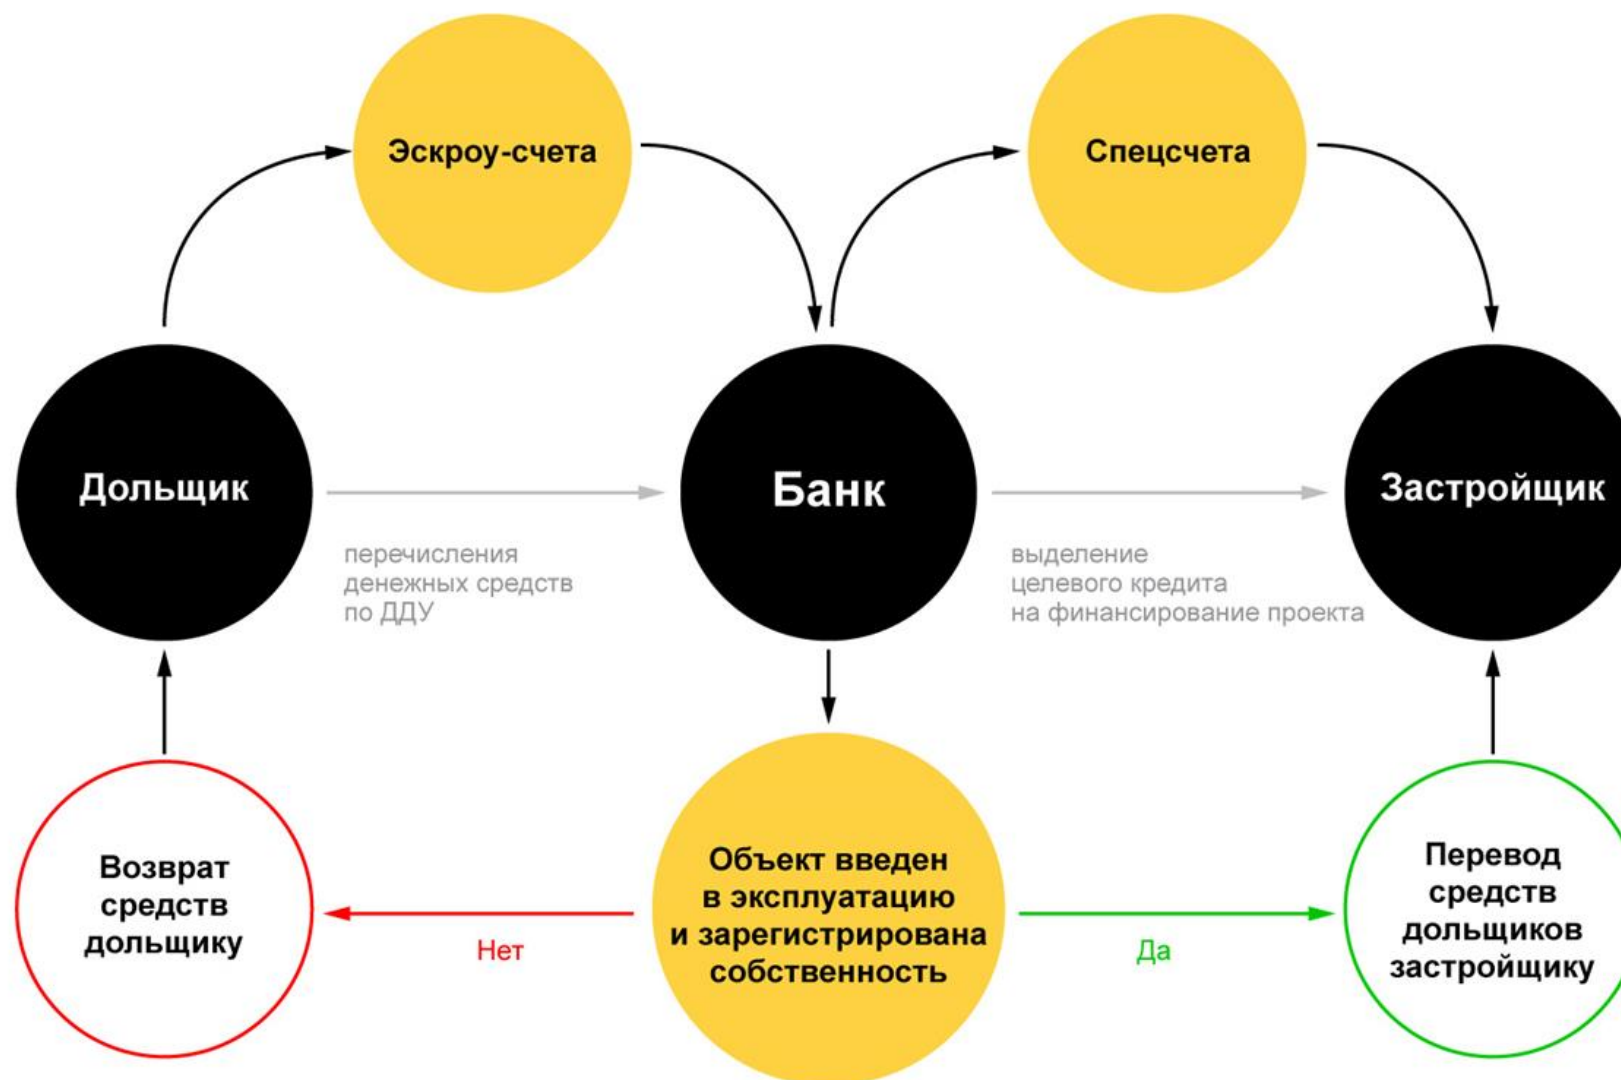 Эскроу-счета
Спецсчета
Дольщик
Банк
Застройщик
перечисления
денежных средств
по ДДУ
выделение
целевого кредита
на финансирование проекта
Возврат
средств
дольщику
Нет
Объект введен
в эксплуатацию
и зарегистрирована
собственность
Да
Перевод
средств
дольщиков
застройщику